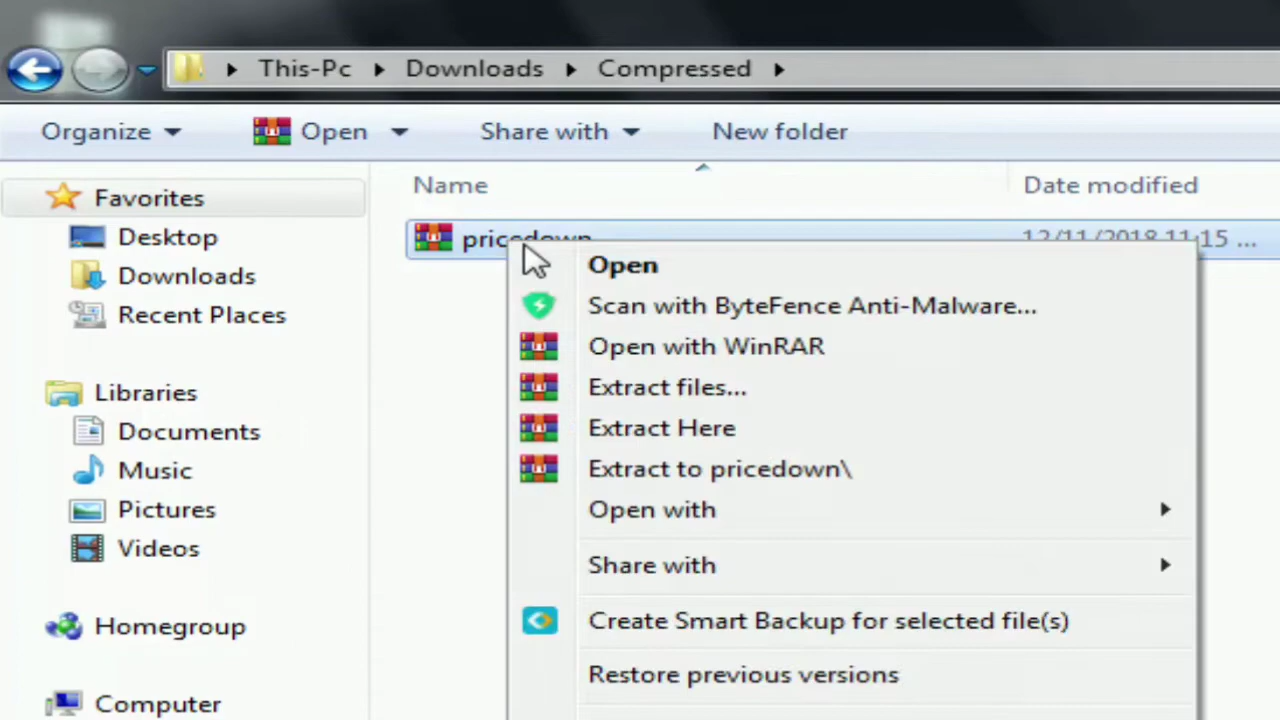 This-Pc Downloads Compressed
Organize Open Share with New folder
Name Date modified
Favorites
Desktop
Downloads
Recent Places
Libraries
Documents
Music
Pictures
Videos
Homegroup
Computer
pricedown 12/11/2018 11:15 ...
Open
Scan with ByteFence Anti-Malware...
Open with WinRAR
Extract files...
Extract Here
Extract to pricedown\
Open with
Share with
Create Smart Backup for selected file(s)
Restore previous versions